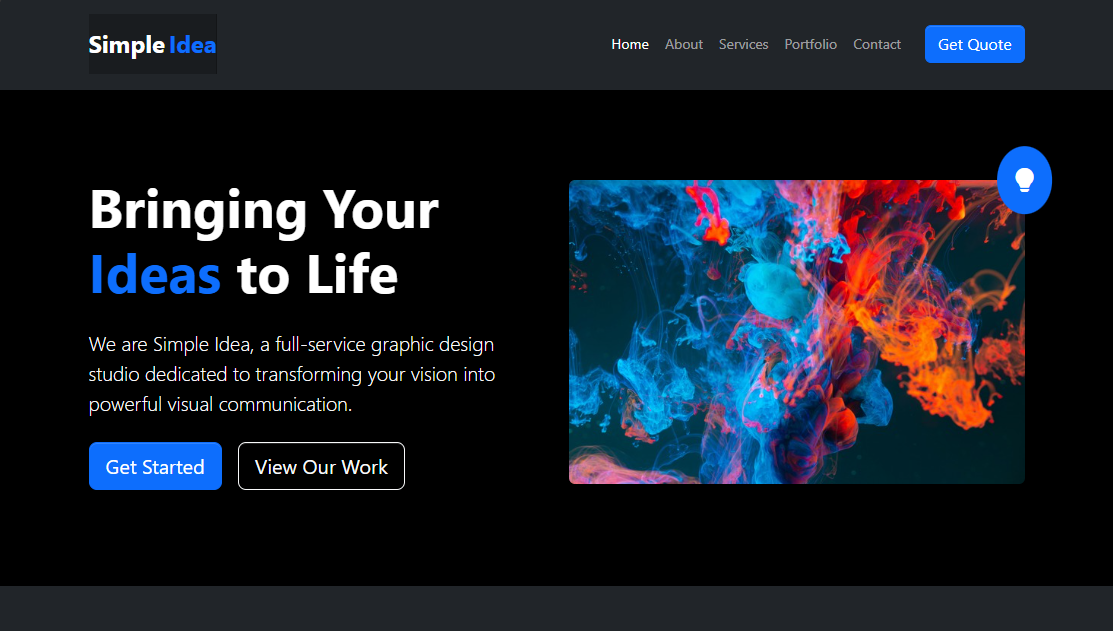 Simple Idea
Home About Services Portfolio Contact Get Quote
Bringing Your
Ideas to Life
We are Simple Idea, a full-service graphic design
studio dedicated to transforming your vision into
powerful visual communication.
Get Started View Our Work